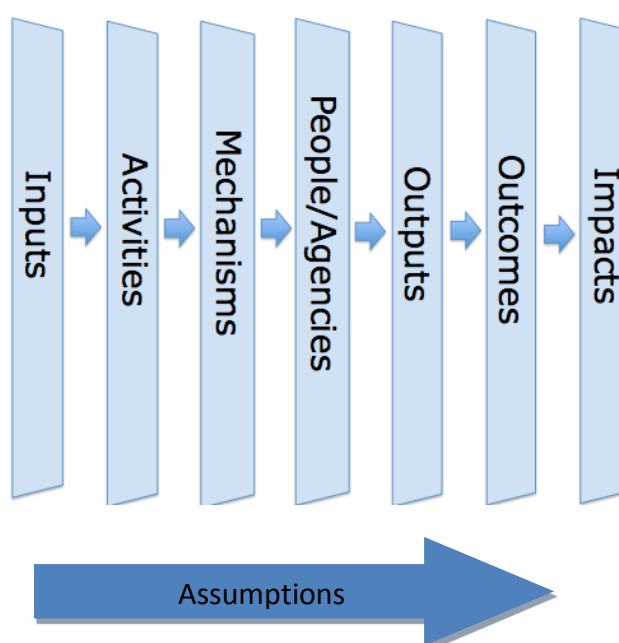 Inputs
Activities
Mechanisms
People/Agencies
Outputs
Outcomes
Impacts
Assumptions